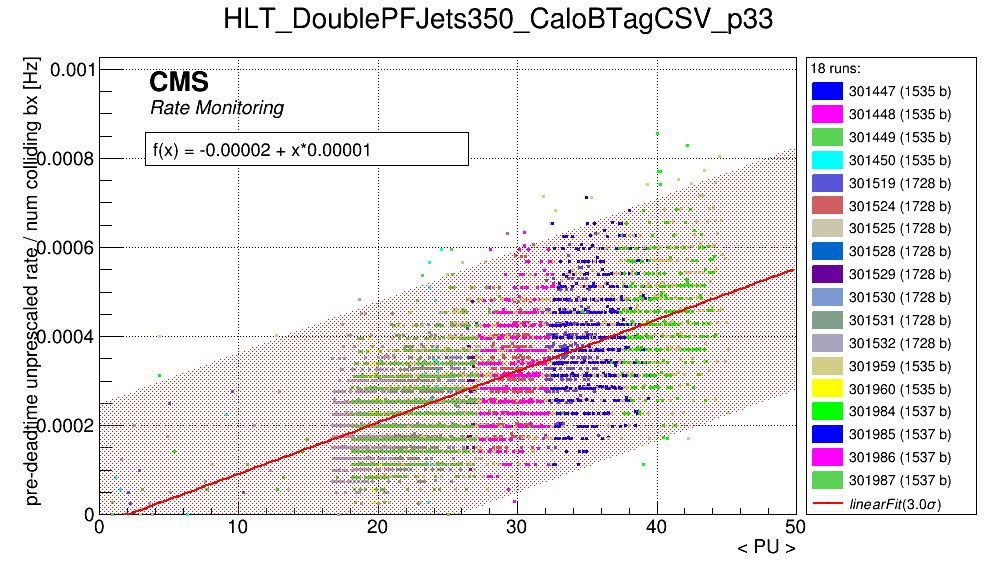 HLT_DoublePFJets350_CaloBTagCSV_p33
pre-deadtime unprescaled rate / num colliding bx [Hz]
0.001
0.0008
0.0006
0.0004
0.0002
0
CMS
Rate Monitoring
f(x) = -0.00002 + x*0.00001
0 10 20 30 40 50
< PU >
18 runs:
301447 (1535 b)
301448 (1535 b)
301449 (1535 b)
301450 (1535 b)
301519 (1728 b)
301524 (1728 b)
301525 (1728 b)
301528 (1728 b)
301529 (1728 b)
301530 (1728 b)
301531 (1728 b)
301532 (1728 b)
301959 (1535 b)
301960 (1535 b)
301984 (1537 b)
301985 (1537 b)
301986 (1537 b)
301987 (1537 b)
linearFit(3.0σ)